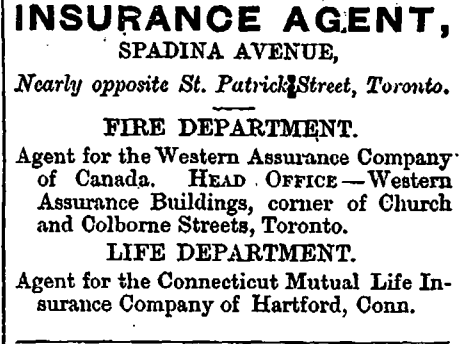 INSURANCE AGENT,
SPADINA AVENUE,
Nearly opposite St. Patrick Street, Toronto.
FIRE DEPARTMENT.
Agent for the Western Assurance Company
of Canada. HEAD OFFICE—Western
Assurance Buildings, corner of Church
and Colborne Streets, Toronto.
LIFE DEPARTMENT.
Agent for the Connecticut Mutual Life In-
surance Company of Hartford, Conn.